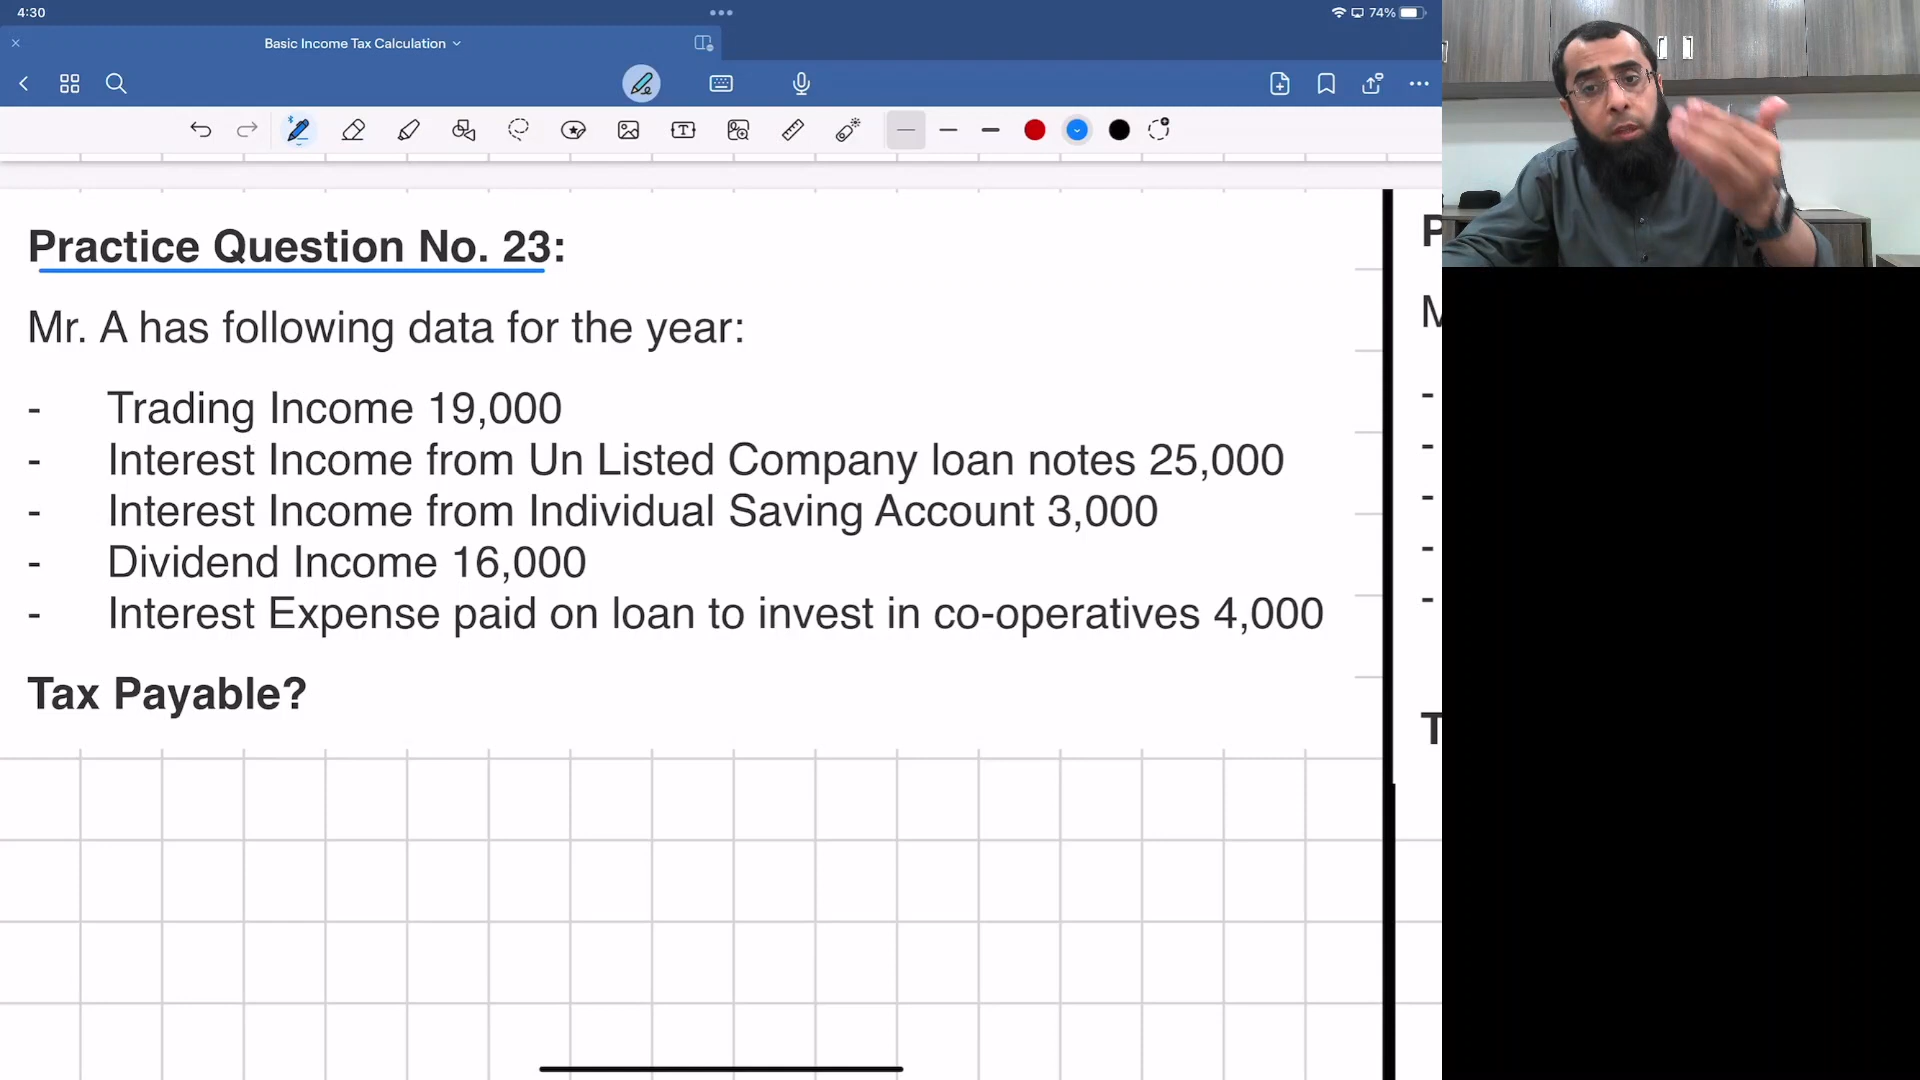 4:30
74%
Basic Income Tax Calculation
Practice Question No. 23:
Mr. A has following data for the year:
- Trading Income 19,000
- Interest Income from Un Listed Company loan notes 25,000
- Interest Income from Individual Saving Account 3,000
- Dividend Income 16,000
- Interest Expense paid on loan to invest in co-operatives 4,000
Tax Payable?
P
M
-
-
-
-
-
T